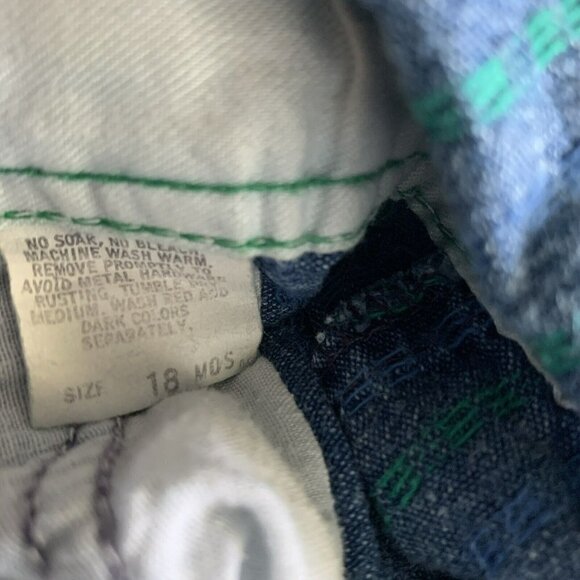 NO SOAK, NO BLEACH
MACHINE WASH WARM
REMOVE PROMPTLY TO
AVOID METAL HARDWARE
RUSTING, TUMBLE DRY
MEDIUM. WASH RED AND
DARK COLORS
SEPARATELY.
SIZE 18 MOS.